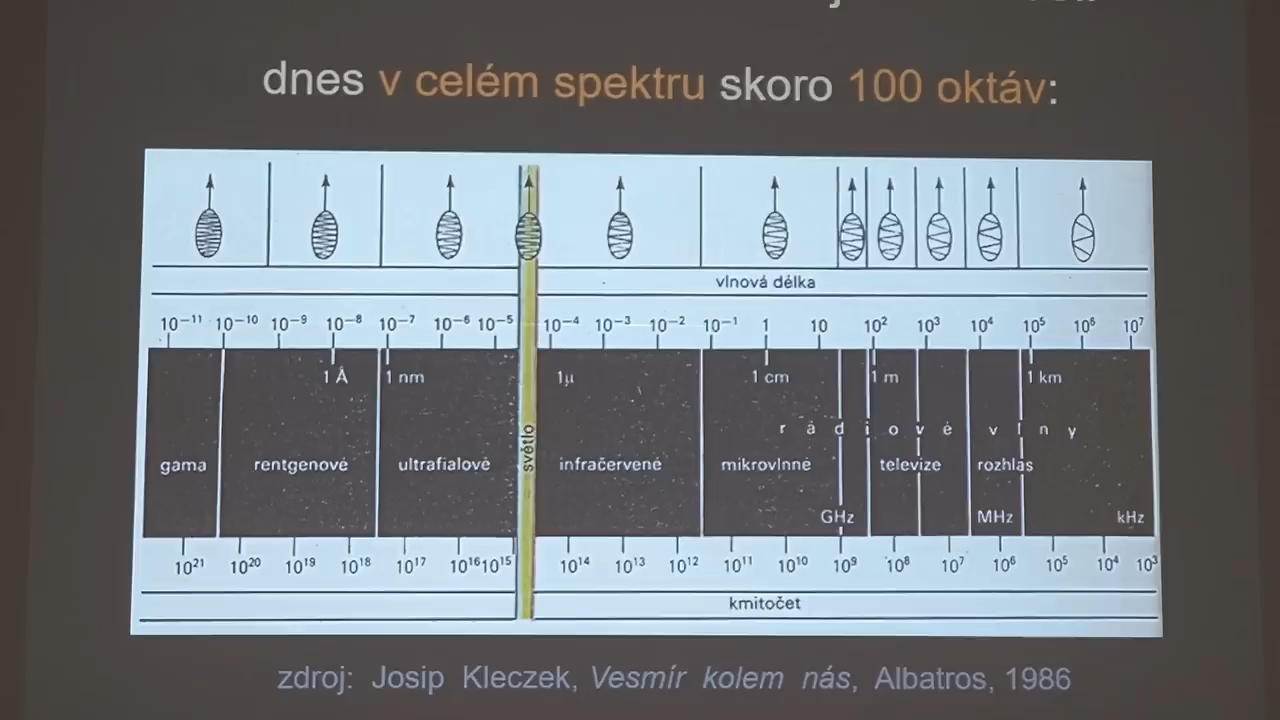 dnes v celém spektru skoro 100 oktáv:
vlnová délka
10⁻¹¹ 10⁻¹⁰ 10⁻⁹ 10⁻⁸ 10⁻⁷ 10⁻⁶ 10⁻⁵ 10⁻⁴ 10⁻³ 10⁻² 10⁻¹ 1 10 10² 10³ 10⁴ 10⁵ 10⁶ 10⁷
1 Å 1 nm 1μ 1 cm 1 m 1 km
rádiové vlny
gama rentgenové ultrafialové světlo infračervené mikrovlnné televize rozhlas
GHz MHz kHz
10²¹ 10²⁰ 10¹⁹ 10¹⁸ 10¹⁷ 10¹⁶ 10¹⁵ 10¹⁴ 10¹³ 10¹² 10¹¹ 10¹⁰ 10⁹ 10⁸ 10⁷ 10⁶ 10⁵ 10⁴ 10³
kmitočet
zdroj: Josip Kleczek, Vesmír kolem nás, Albatros, 1986